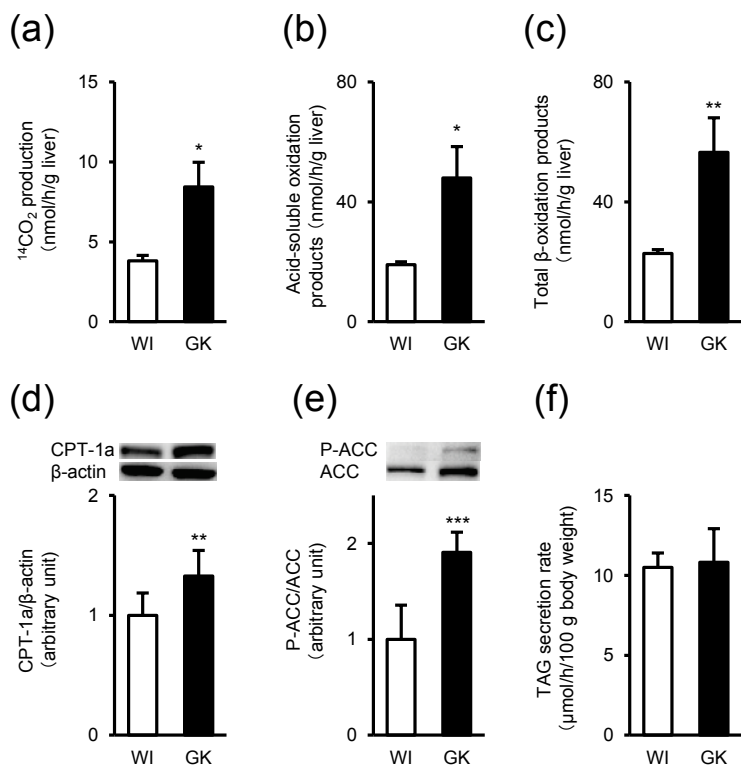 (a)
¹⁴CO₂ production
(nmol/h/g liver)
15
10
5
0
*
WI
GK
(b)
Acid-soluble oxidation
products (nmol/h/g liver)
80
40
0
*
WI
GK
(c)
Total β-oxidation products
(nmol/h/g liver)
80
40
0
**
WI
GK
(d)
CPT-1a
β-actin
CPT-1a/β-actin
(arbitrary unit)
2
1
0
**
WI
GK
(e)
P-ACC
ACC
P-ACC/ACC
(arbitrary unit)
2
1
0
***
WI
GK
(f)
TAG secretion rate
(μmol/h/100 g body weight)
15
10
5
0
WI
GK